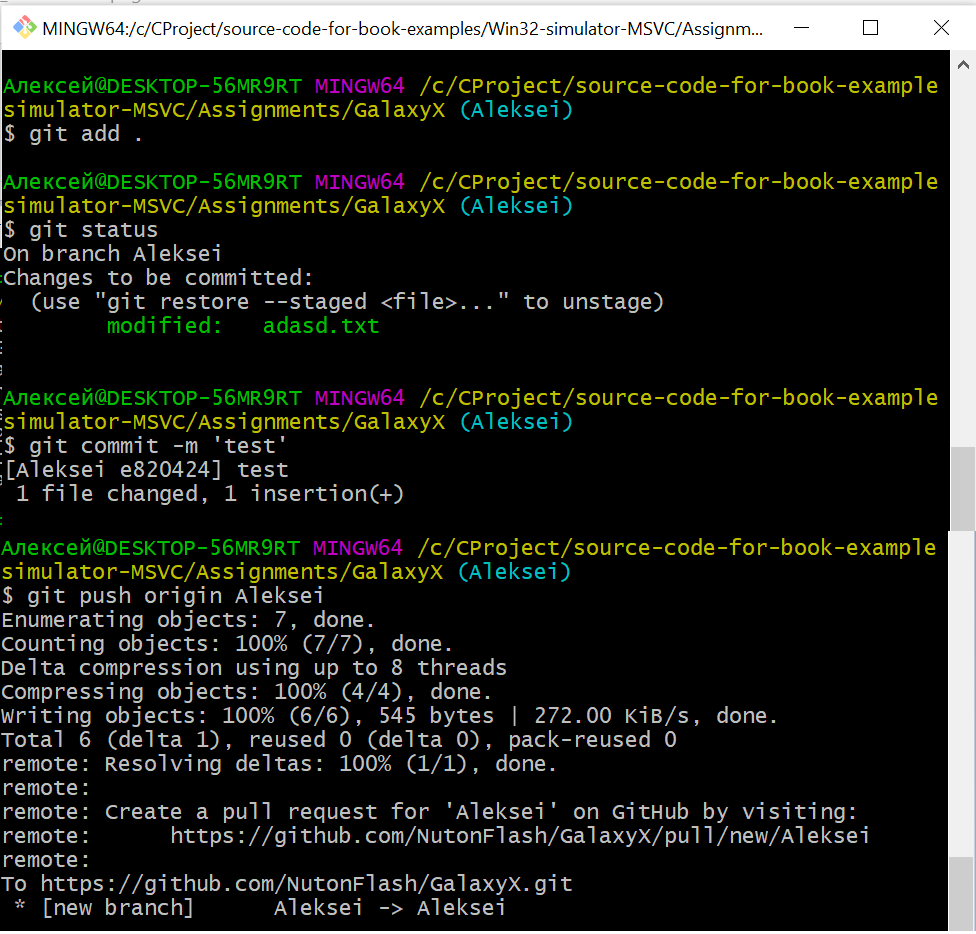 MINGW64:/c/CProject/source-code-for-book-examples/Win32-simulator-MSVC/Assignm...
Алексей@DESKTOP-56MR9RT MINGW64 /c/CProject/source-code-for-book-example
simulator-MSVC/Assignments/GalaxyX (Aleksei)
$ git add .
Алексей@DESKTOP-56MR9RT MINGW64 /c/CProject/source-code-for-book-example
simulator-MSVC/Assignments/GalaxyX (Aleksei)
$ git status
On branch Aleksei
Changes to be committed:
  (use "git restore --staged <file>..." to unstage)
        modified:   adasd.txt
Алексей@DESKTOP-56MR9RT MINGW64 /c/CProject/source-code-for-book-example
simulator-MSVC/Assignments/GalaxyX (Aleksei)
$ git commit -m 'test'
[Aleksei e820424] test
 1 file changed, 1 insertion(+)
Алексей@DESKTOP-56MR9RT MINGW64 /c/CProject/source-code-for-book-example
simulator-MSVC/Assignments/GalaxyX (Aleksei)
$ git push origin Aleksei
Enumerating objects: 7, done.
Counting objects: 100% (7/7), done.
Delta compression using up to 8 threads
Compressing objects: 100% (4/4), done.
Writing objects: 100% (6/6), 545 bytes | 272.00 KiB/s, done.
Total 6 (delta 1), reused 0 (delta 0), pack-reused 0
remote: Resolving deltas: 100% (1/1), done.
remote:
remote: Create a pull request for 'Aleksei' on GitHub by visiting:
remote:      https://github.com/NutonFlash/GalaxyX/pull/new/Aleksei
remote:
To https://github.com/NutonFlash/GalaxyX.git
 * [new branch]      Aleksei -> Aleksei